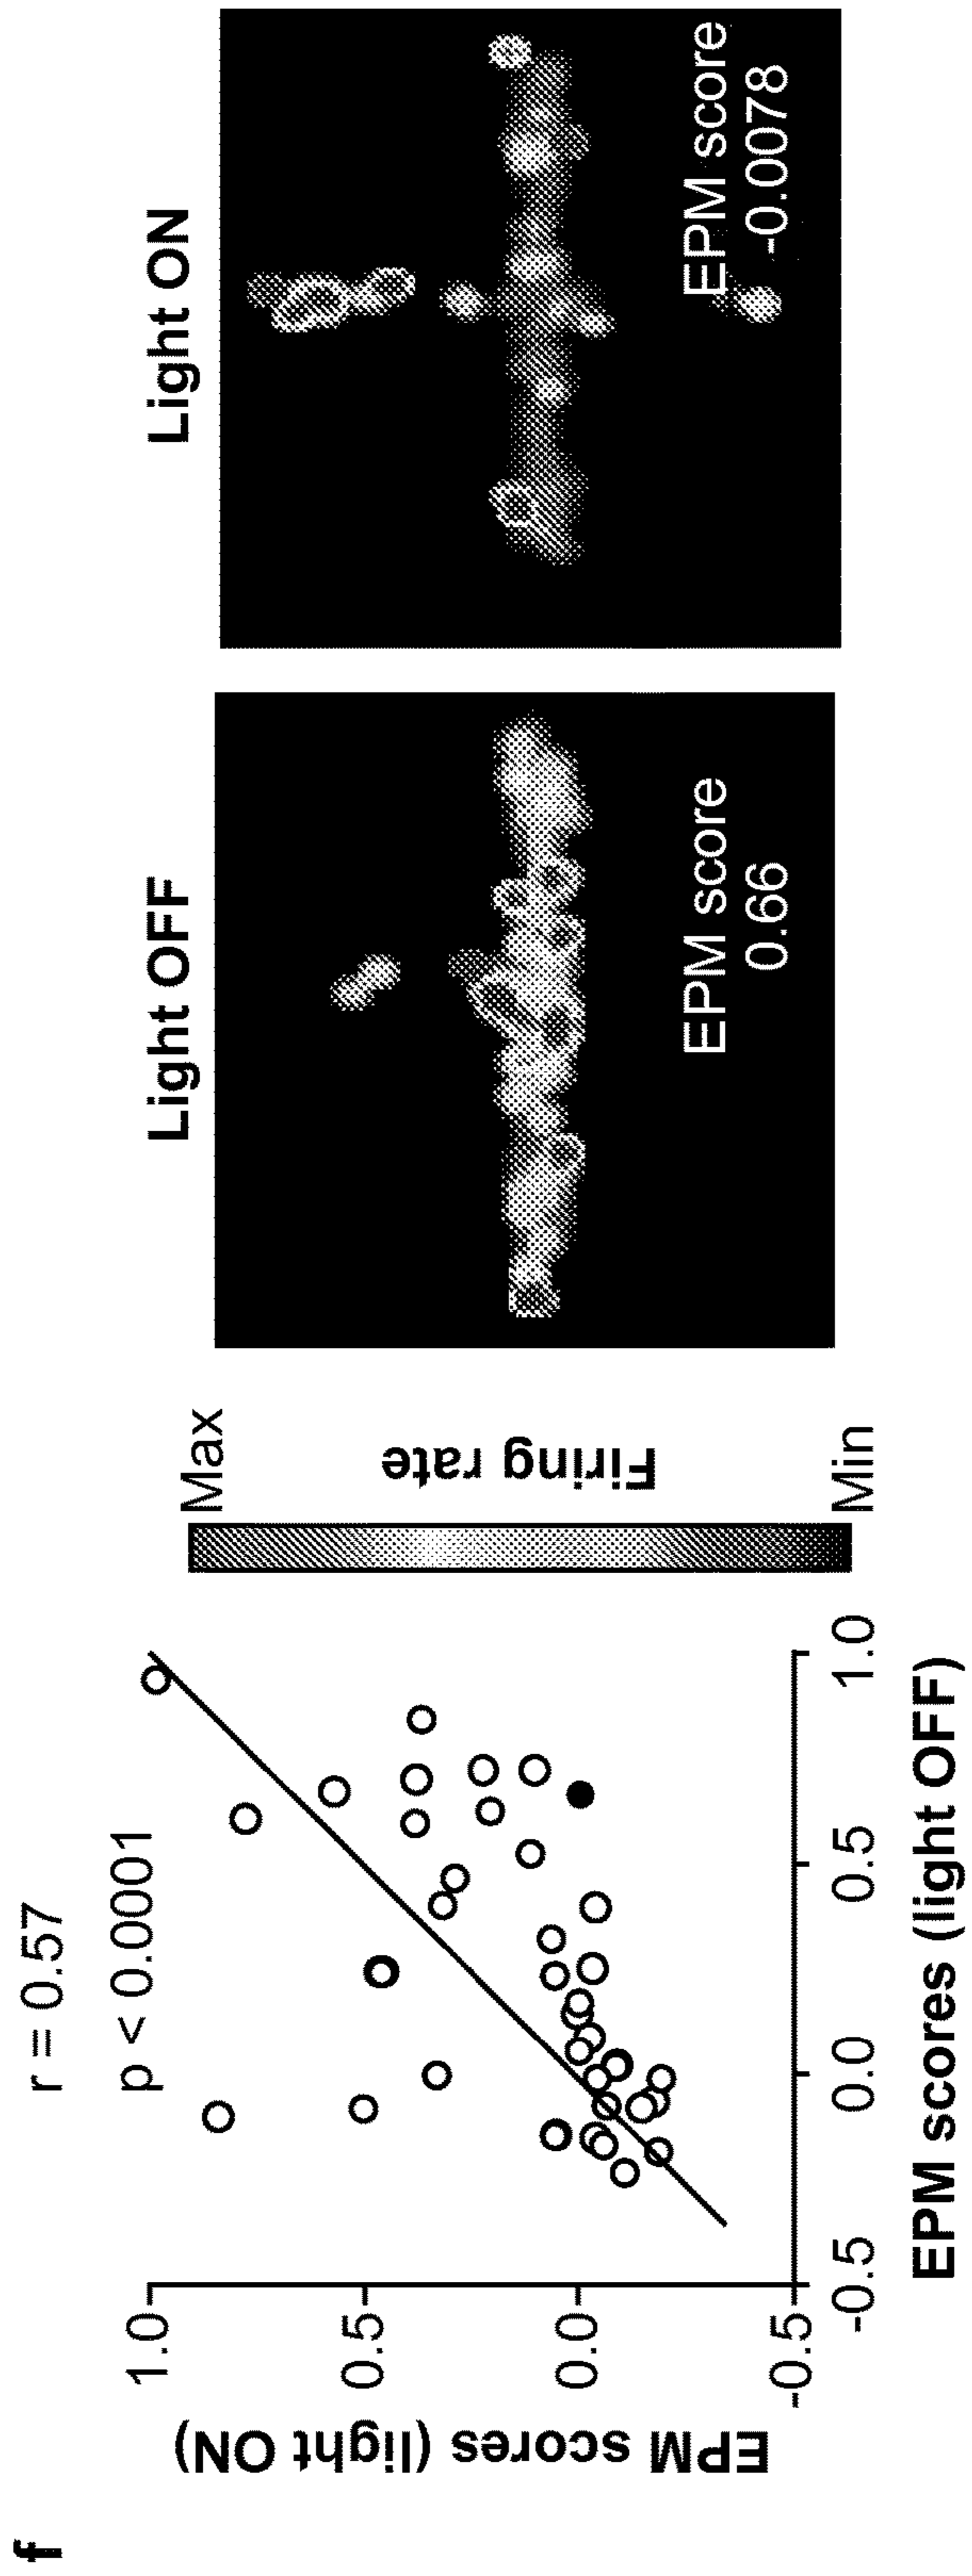 f
r = 0.57
p < 0.0001
EPM scores (light ON)
1.0
0.5
0.0
-0.5
-0.5
0.0
0.5
1.0
EPM scores (light OFF)
Max
Firing rate
Min
Light OFF
EPM score
0.66
Light ON
EPM score
-0.0078